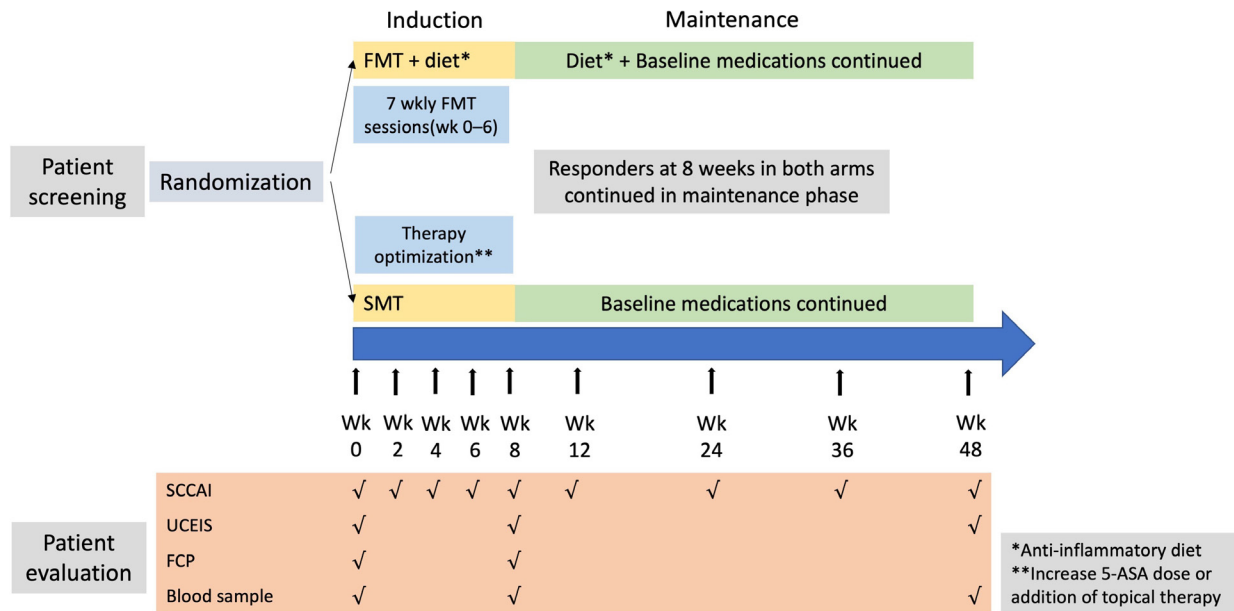 Induction
Maintenance
FMT + diet*
Diet* + Baseline medications continued
7 wkly FMT
sessions(wk 0–6)
Patient
screening
Randomization
Responders at 8 weeks in both arms
continued in maintenance phase
Therapy
optimization**
SMT
Baseline medications continued
Wk Wk Wk Wk Wk Wk Wk Wk Wk
0 2 4 6 8 12 24 36 48
Patient
evaluation
SCCAI √ √ √ √ √ √ √ √ √
UCEIS √ √ √
FCP √ √
Blood sample √ √ √
*Anti-inflammatory diet
**Increase 5-ASA dose or
addition of topical therapy